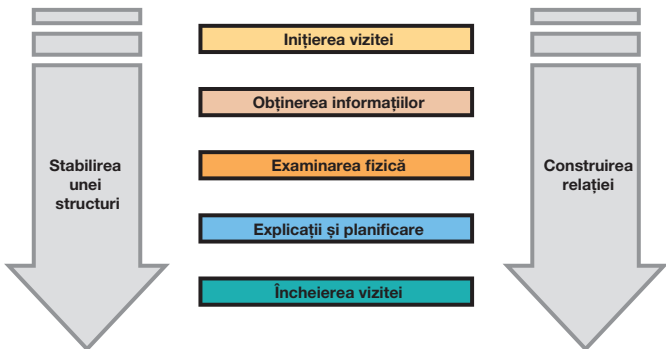 Inițierea vizitei
Obținerea informațiilor
Examinarea fizică
Explicații și planificare
Încheierea vizitei
Stabilirea
unei
structuri
Construirea
relației